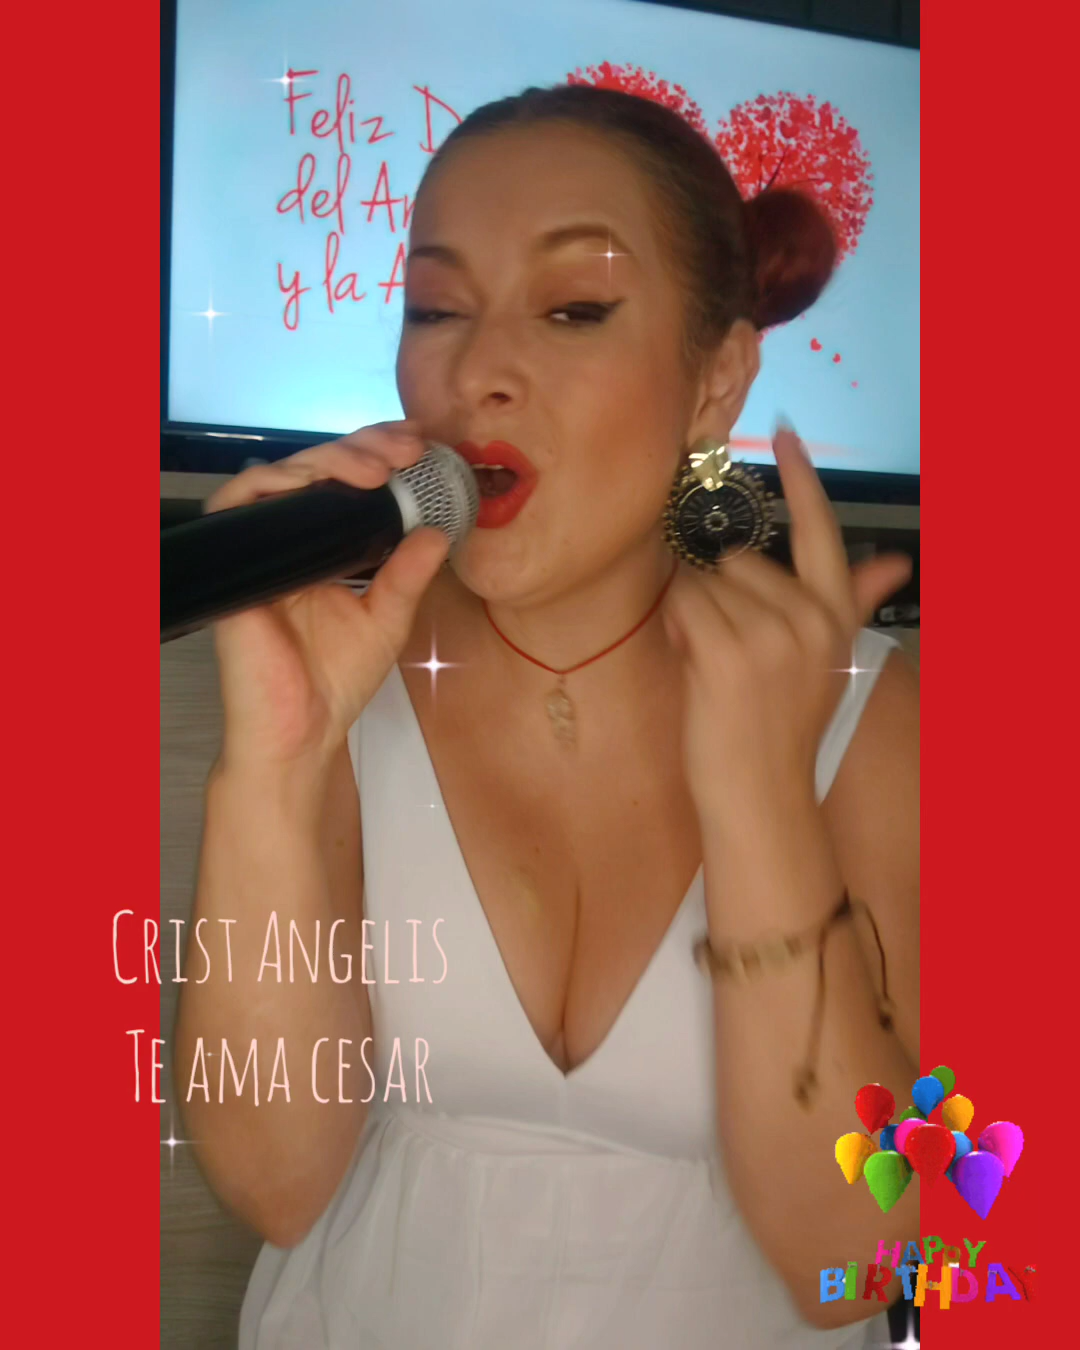 Feliz D
del A
y la A
Crist Angelis
Te ama cesar
HAPPY
BIRTHDAY